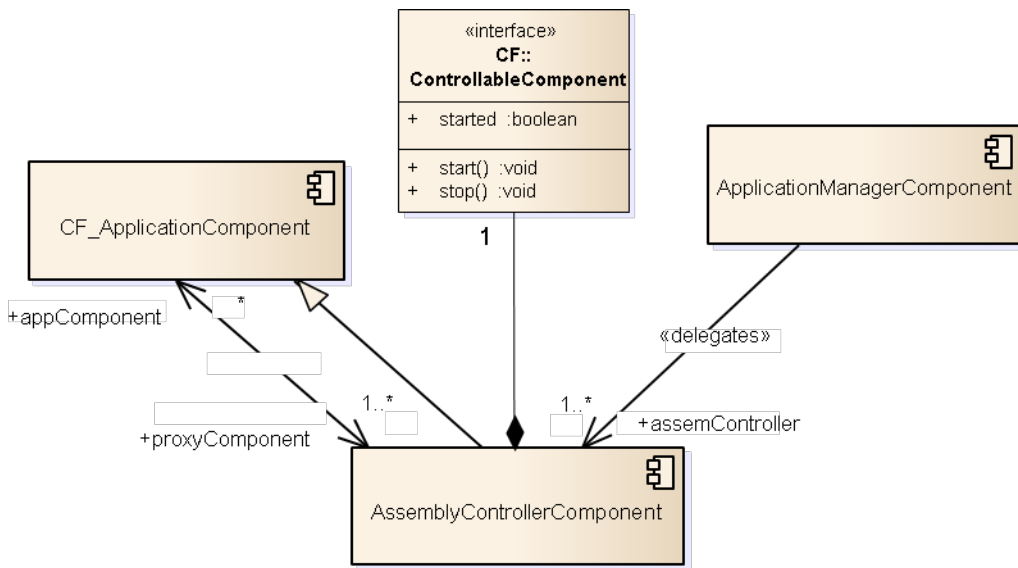 «interface»
CF::
ControllableComponent
+ started :boolean
+ start() :void
+ stop() :void
ApplicationManagerComponent
CF_ApplicationComponent
1
+appComponent
*
«delegates»
1..*
1..*
+assemController
+proxyComponent
AssemblyControllerComponent